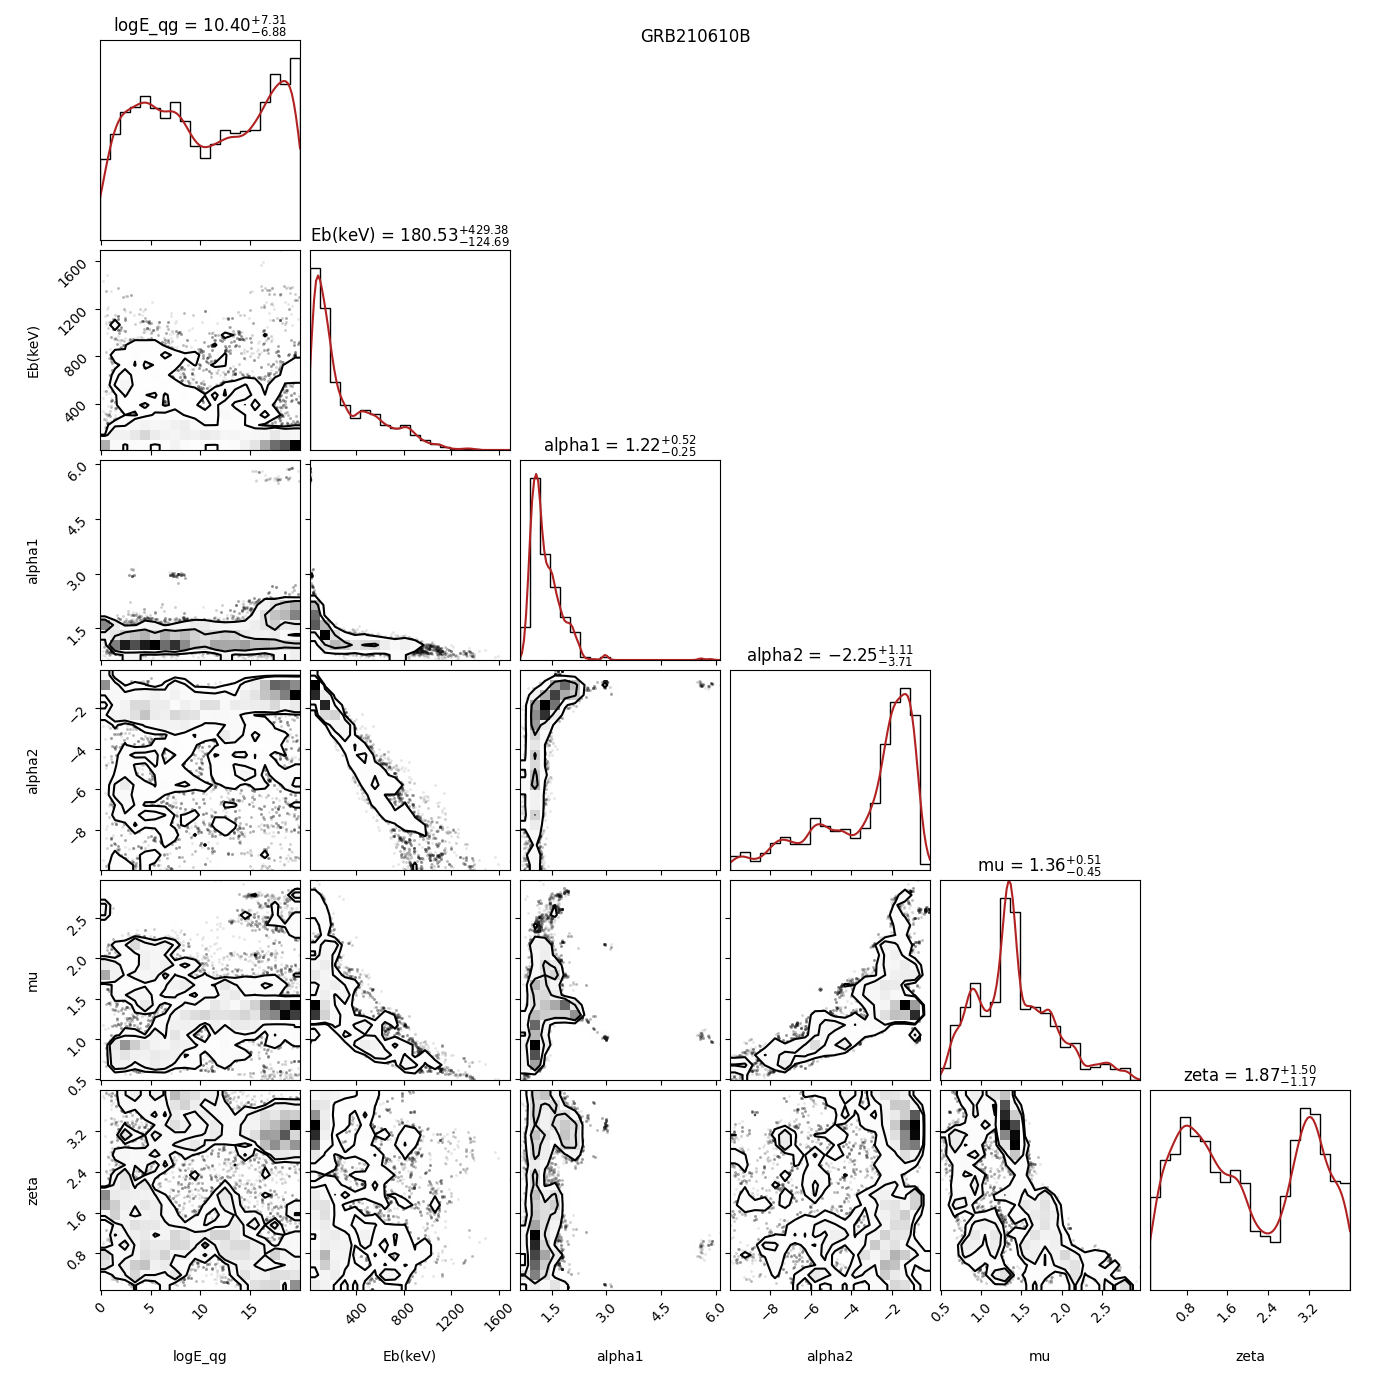 GRB210610B
logE_qg = 10.40+7.31−6.88
Eb(keV) = 180.53+429.38−124.69
alpha1 = 1.22+0.52−0.25
alpha2 = −2.25+1.11−3.71
mu = 1.36+0.51−0.45
zeta = 1.87+1.50−1.17
Eb(keV)
1600
1200
800
400
alpha1
6.0
4.5
3.0
1.5
alpha2
−2
−4
−6
−8
mu
2.5
2.0
1.5
1.0
0.5
zeta
3.2
2.4
1.6
0.8
0 5 10 15
400 800 1200 1600
1.5 3.0 4.5 6.0
−8 −6 −4 −2
0.5 1.0 1.5 2.0 2.5
0.8 1.6 2.4 3.2
logE_qg Eb(keV) alpha1 alpha2 mu zeta